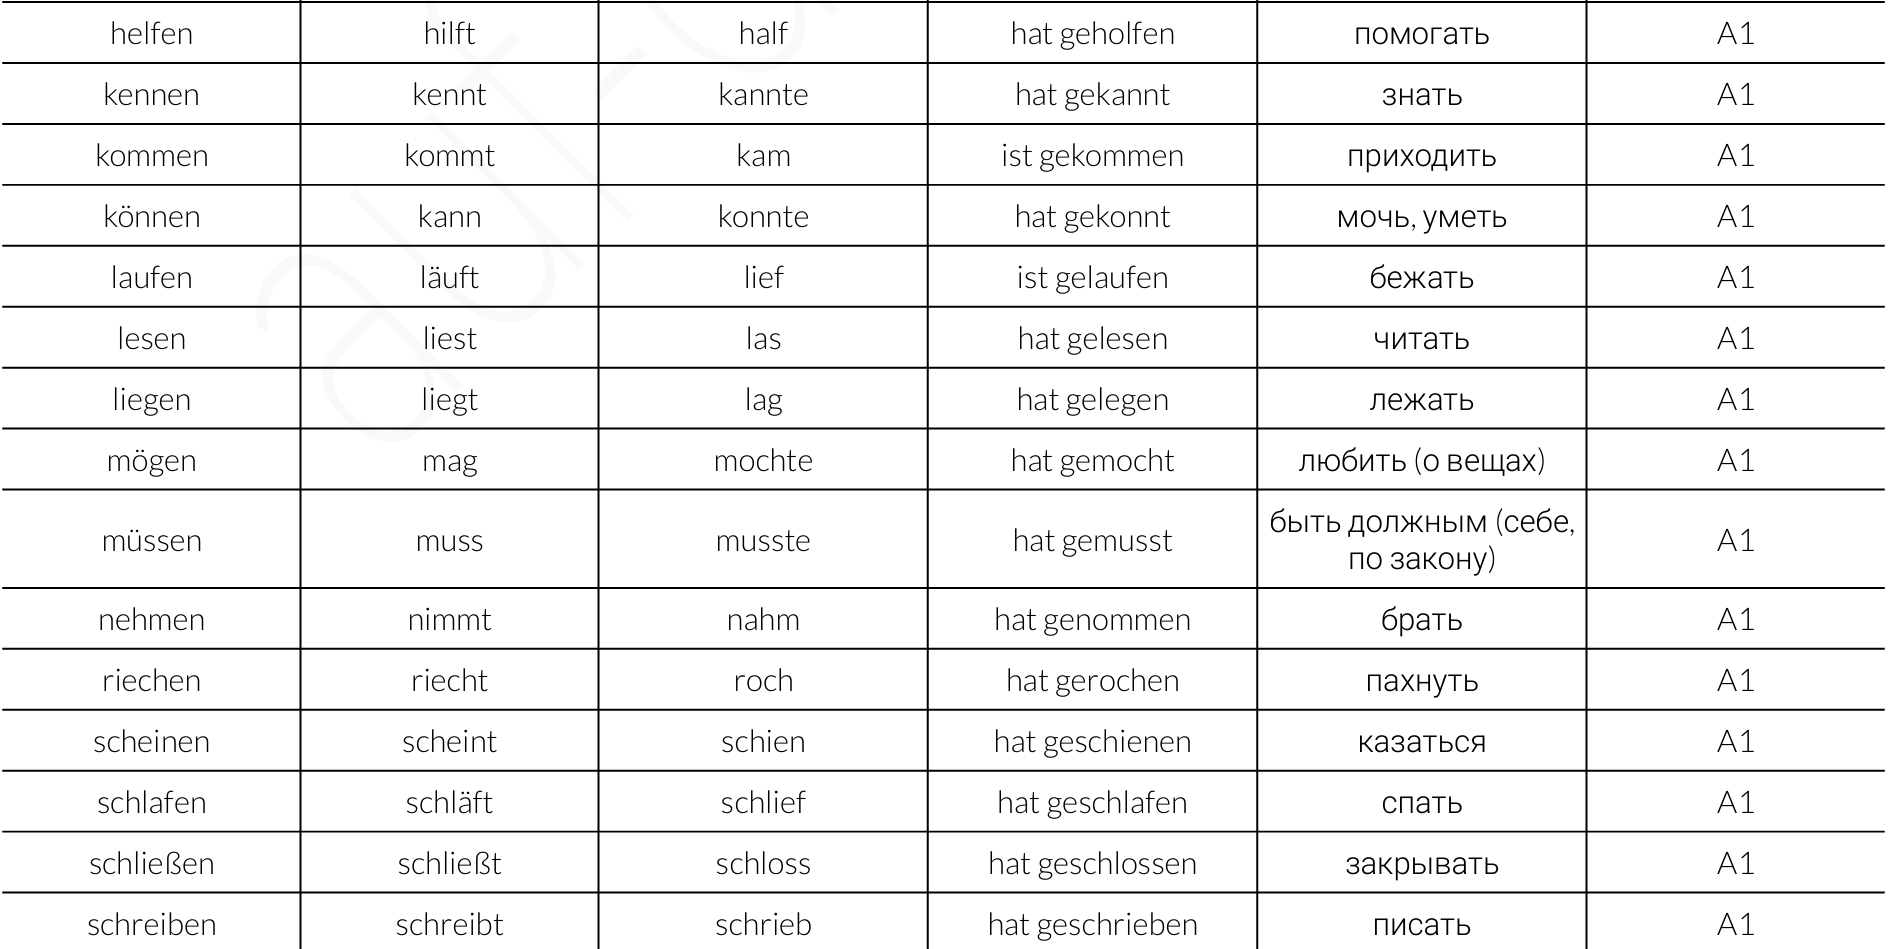 helfen hilft half hat geholfen помогать A1
kennen kennt kannte hat gekannt знать A1
kommen kommt kam ist gekommen приходить A1
können kann konnte hat gekonnt мочь, уметь A1
laufen läuft lief ist gelaufen бежать A1
lesen liest las hat gelesen читать A1
liegen liegt lag hat gelegen лежать A1
mögen mag mochte hat gemocht любить (о вещах) A1
müssen muss musste hat gemusst быть должным (себе, A1
по закону)
nehmen nimmt nahm hat genommen брать A1
riechen riecht roch hat gerochen пахнуть A1
scheinen scheint schien hat geschienen казаться A1
schlafen schläft schlief hat geschlafen спать A1
schließen schließt schloss hat geschlossen закрывать A1
schreiben schreibt schrieb hat geschrieben писать A1